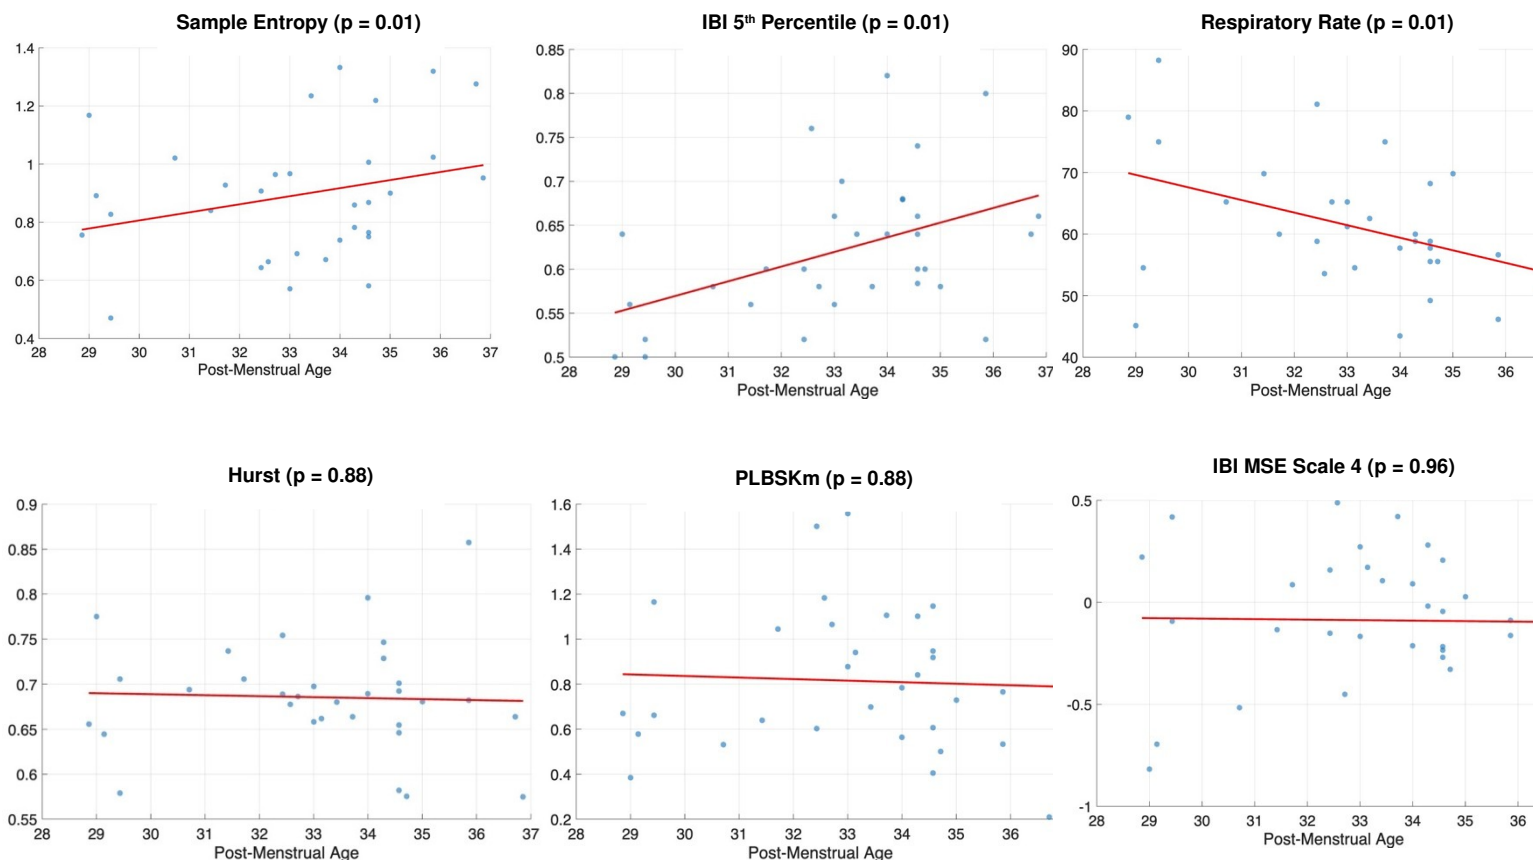 Sample Entropy (p = 0.01)
1.4
1.2
1
0.8
0.6
0.4
28 29 30 31 32 33 34 35 36 37
Post-Menstrual Age
IBI 5th Percentile (p = 0.01)
0.85
0.8
0.75
0.7
0.65
0.6
0.55
0.5
28 29 30 31 32 33 34 35 36 37
Post-Menstrual Age
Respiratory Rate (p = 0.01)
90
80
70
60
50
40
28 29 30 31 32 33 34 35 36
Post-Menstrual Age
Hurst (p = 0.88)
0.9
0.85
0.8
0.75
0.7
0.65
0.6
0.55
28 29 30 31 32 33 34 35 36 37
Post-Menstrual Age
PLBSKm (p = 0.88)
1.6
1.4
1.2
1
0.8
0.6
0.4
0.2
28 29 30 31 32 33 34 35 36
Post-Menstrual Age
IBI MSE Scale 4 (p = 0.96)
0.5
0
-0.5
-1
28 29 30 31 32 33 34 35 36
Post-Menstrual Age